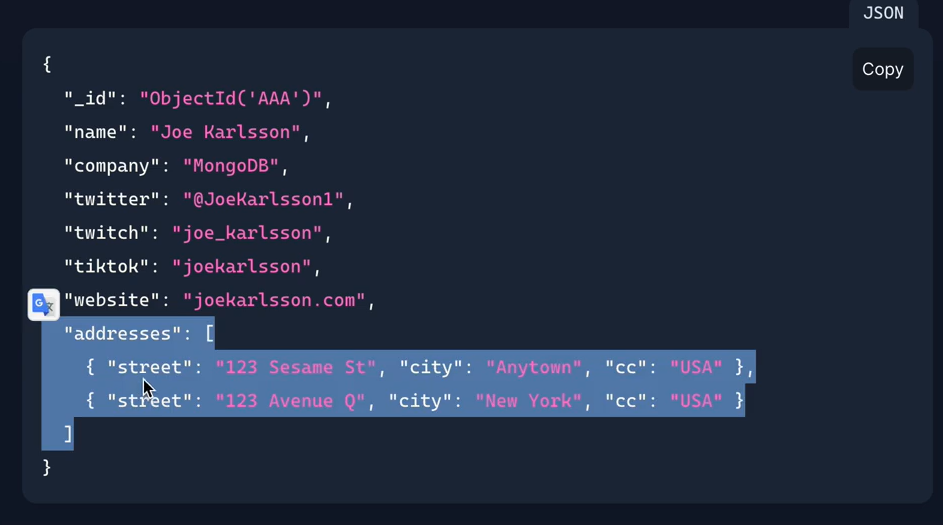 JSON
Copy
{
"_id": "ObjectId('AAA')",
"name": "Joe Karlsson",
"company": "MongoDB",
"twitter": "@JoeKarlsson1",
"twitch": "joe_karlsson",
"tiktok": "joekarlsson",
"website": "joekarlsson.com",
"addresses": [
{ "street": "123 Sesame St", "city": "Anytown", "cc": "USA" },
{ "street": "123 Avenue Q", "city": "New York", "cc": "USA" }
]
}